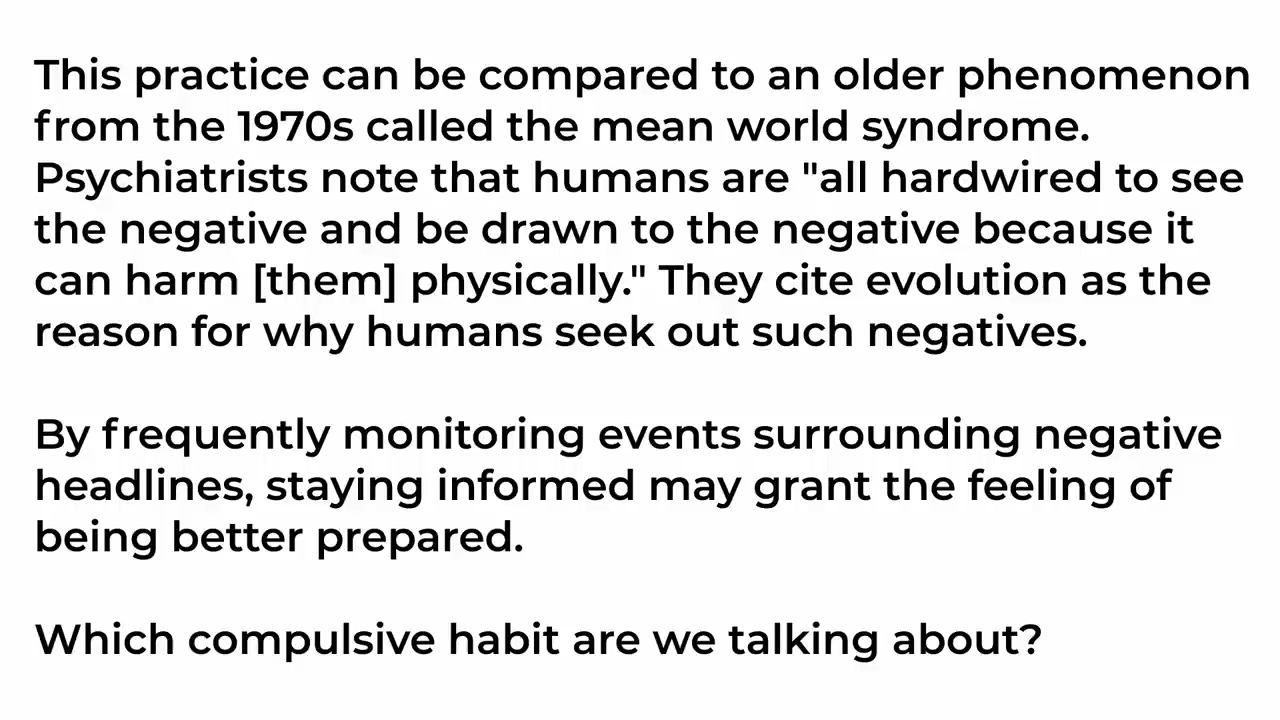 This practice can be compared to an older phenomenon
from the 1970s called the mean world syndrome.
Psychiatrists note that humans are "all hardwired to see
the negative and be drawn to the negative because it
can harm [them] physically." They cite evolution as the
reason for why humans seek out such negatives.
By frequently monitoring events surrounding negative
headlines, staying informed may grant the feeling of
being better prepared.
Which compulsive habit are we talking about?